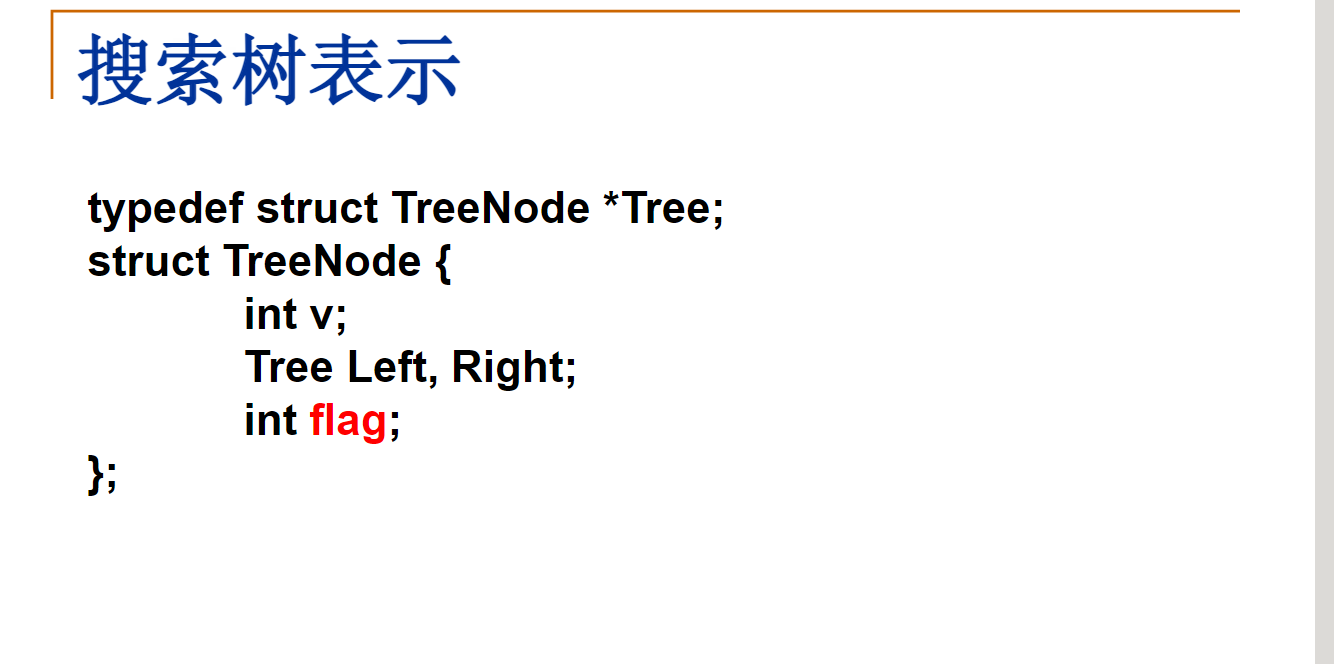 搜索树表示
typedef struct TreeNode *Tree;
struct TreeNode {
int v;
Tree Left, Right;
int flag;
};